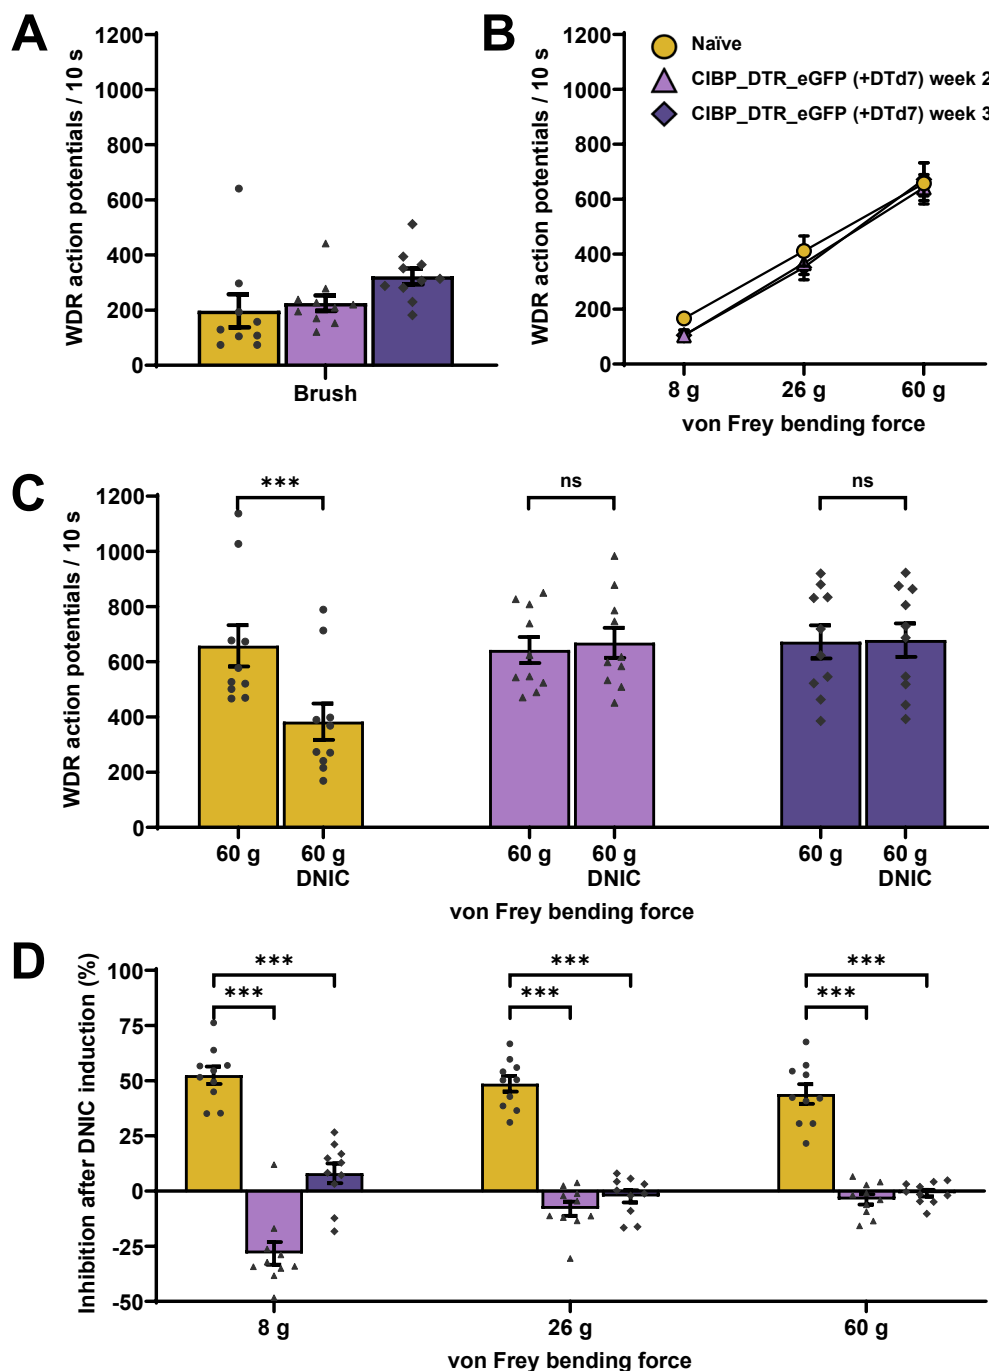 A
WDR action potentials / 10 s
1200
1000
800
600
400
200
0
Brush
B
WDR action potentials / 10 s
1200
1000
800
600
400
200
0
Naïve
CIBP_DTR_eGFP (+DTd7) week 2
CIBP_DTR_eGFP (+DTd7) week 3
8 g 26 g 60 g
von Frey bending force
C
WDR action potentials / 10 s
1200
1000
800
600
400
200
0
*** ns ns
60 g 60 g 60 g 60 g 60 g 60 g
DNIC DNIC DNIC
von Frey bending force
D
Inhibition after DNIC induction (%)
100
75
50
25
0
-25
-50
*** *** ***
*** *** ***
8 g 26 g 60 g
von Frey bending force